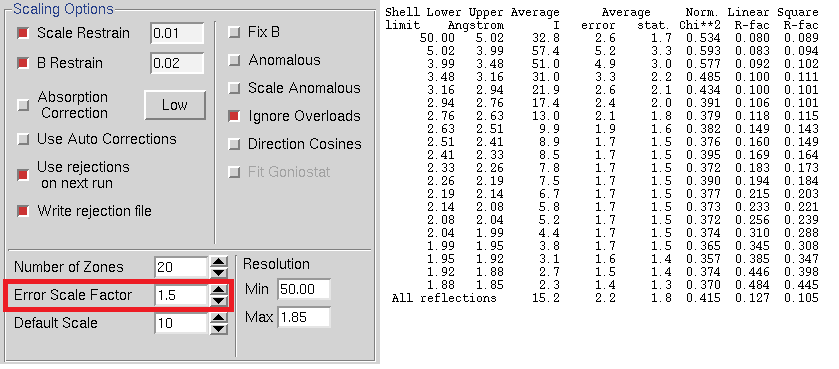 Scaling Options
Scale Restrain 0.01
B Restrain 0.02
Absorption Correction Low
Use Auto Corrections
Use rejections on next run
Write rejection file
Fix B
Anomalous
Scale Anomalous
Ignore Overloads
Direction Cosines
Fit Goniostat
Number of Zones 20
Error Scale Factor 1.5
Default Scale 10
Resolution
Min 50.00
Max 1.85
Shell Lower Upper Average Average Norm. Linear Square
limit Angstrom I error stat. Chi**2 R-fac R-fac
50.00 5.02 32.8 2.6 1.7 0.534 0.080 0.089
5.02 3.99 57.4 5.2 3.3 0.593 0.083 0.094
3.99 3.48 51.0 4.9 3.0 0.577 0.092 0.102
3.48 3.16 31.0 3.3 2.2 0.485 0.100 0.111
3.16 2.94 21.9 2.6 2.1 0.434 0.100 0.101
2.94 2.76 17.4 2.4 2.0 0.391 0.106 0.101
2.76 2.63 13.0 2.1 1.8 0.379 0.118 0.115
2.63 2.51 9.9 1.9 1.6 0.382 0.149 0.143
2.51 2.41 8.9 1.7 1.5 0.376 0.160 0.149
2.41 2.33 8.5 1.7 1.5 0.395 0.169 0.164
2.33 2.26 7.8 1.7 1.5 0.372 0.183 0.173
2.26 2.19 7.5 1.7 1.5 0.390 0.194 0.184
2.19 2.14 6.7 1.7 1.5 0.377 0.215 0.203
2.14 2.08 5.8 1.7 1.5 0.373 0.233 0.221
2.08 2.04 5.2 1.7 1.5 0.372 0.256 0.239
2.04 1.99 4.4 1.7 1.5 0.374 0.310 0.288
1.99 1.95 3.8 1.7 1.5 0.365 0.345 0.308
1.95 1.92 3.1 1.6 1.4 0.357 0.385 0.347
1.92 1.88 2.7 1.5 1.4 0.374 0.446 0.398
1.88 1.85 2.3 1.4 1.3 0.370 0.484 0.445
All reflections 15.2 2.2 1.8 0.415 0.127 0.105